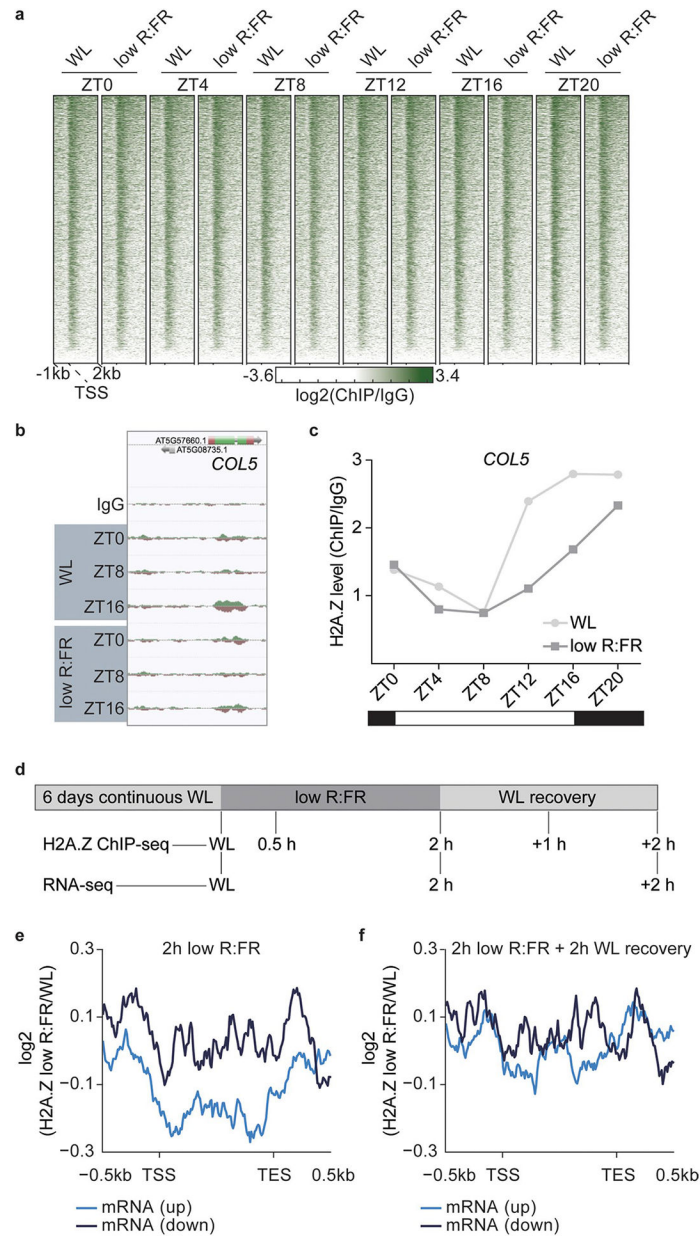 a
WL low R:FR WL low R:FR WL low R:FR WL low R:FR WL low R:FR WL low R:FR
ZT0 ZT4 ZT8 ZT12 ZT16 ZT20
-1kb 2kb
TSS
-3.6 3.4
log2(ChIP/IgG)
b
AT5G57660.1
AT5G08735.1
COL5
IgG
WL
ZT0
ZT8
ZT16
low R:FR
ZT0
ZT8
ZT16
c
COL5
H2A.Z level (ChIP/IgG)
3
2
1
WL
low R:FR
ZT0 ZT4 ZT8 ZT12 ZT16 ZT20
d
6 days continuous WL low R:FR WL recovery
H2A.Z ChIP-seq WL 0.5 h 2 h +1 h +2 h
RNA-seq WL 2 h +2 h
e
2h low R:FR
log2
(H2A.Z low R:FR/WL)
0.3
0.1
−0.1
−0.3
−0.5kb TSS TES 0.5kb
mRNA (up)
mRNA (down)
f
2h low R:FR + 2h WL recovery
log2
(H2A.Z low R:FR/WL)
0.3
0.1
−0.1
−0.3
−0.5kb TSS TES 0.5kb
mRNA (up)
mRNA (down)